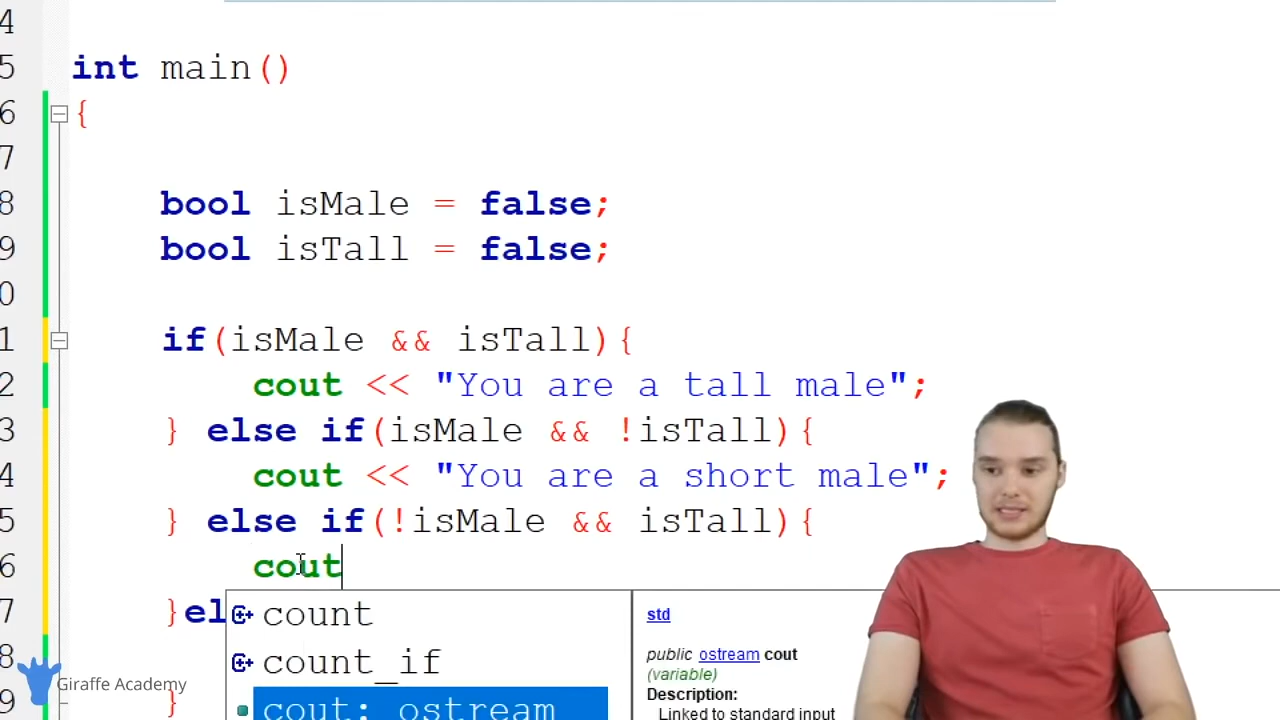 4
5 int main()
6 {
7
8 bool isMale = false;
9 bool isTall = false;
0
1 if(isMale && isTall){
2 cout << "You are a tall male";
3 } else if(isMale && !isTall){
4 cout << "You are a short male";
5 } else if(!isMale && isTall){
6 cout
7 }el
8
9 }
count
count_if
cout: ostream
std
public ostream cout
(variable)
Description:
Linked to standard input
Giraffe Academy